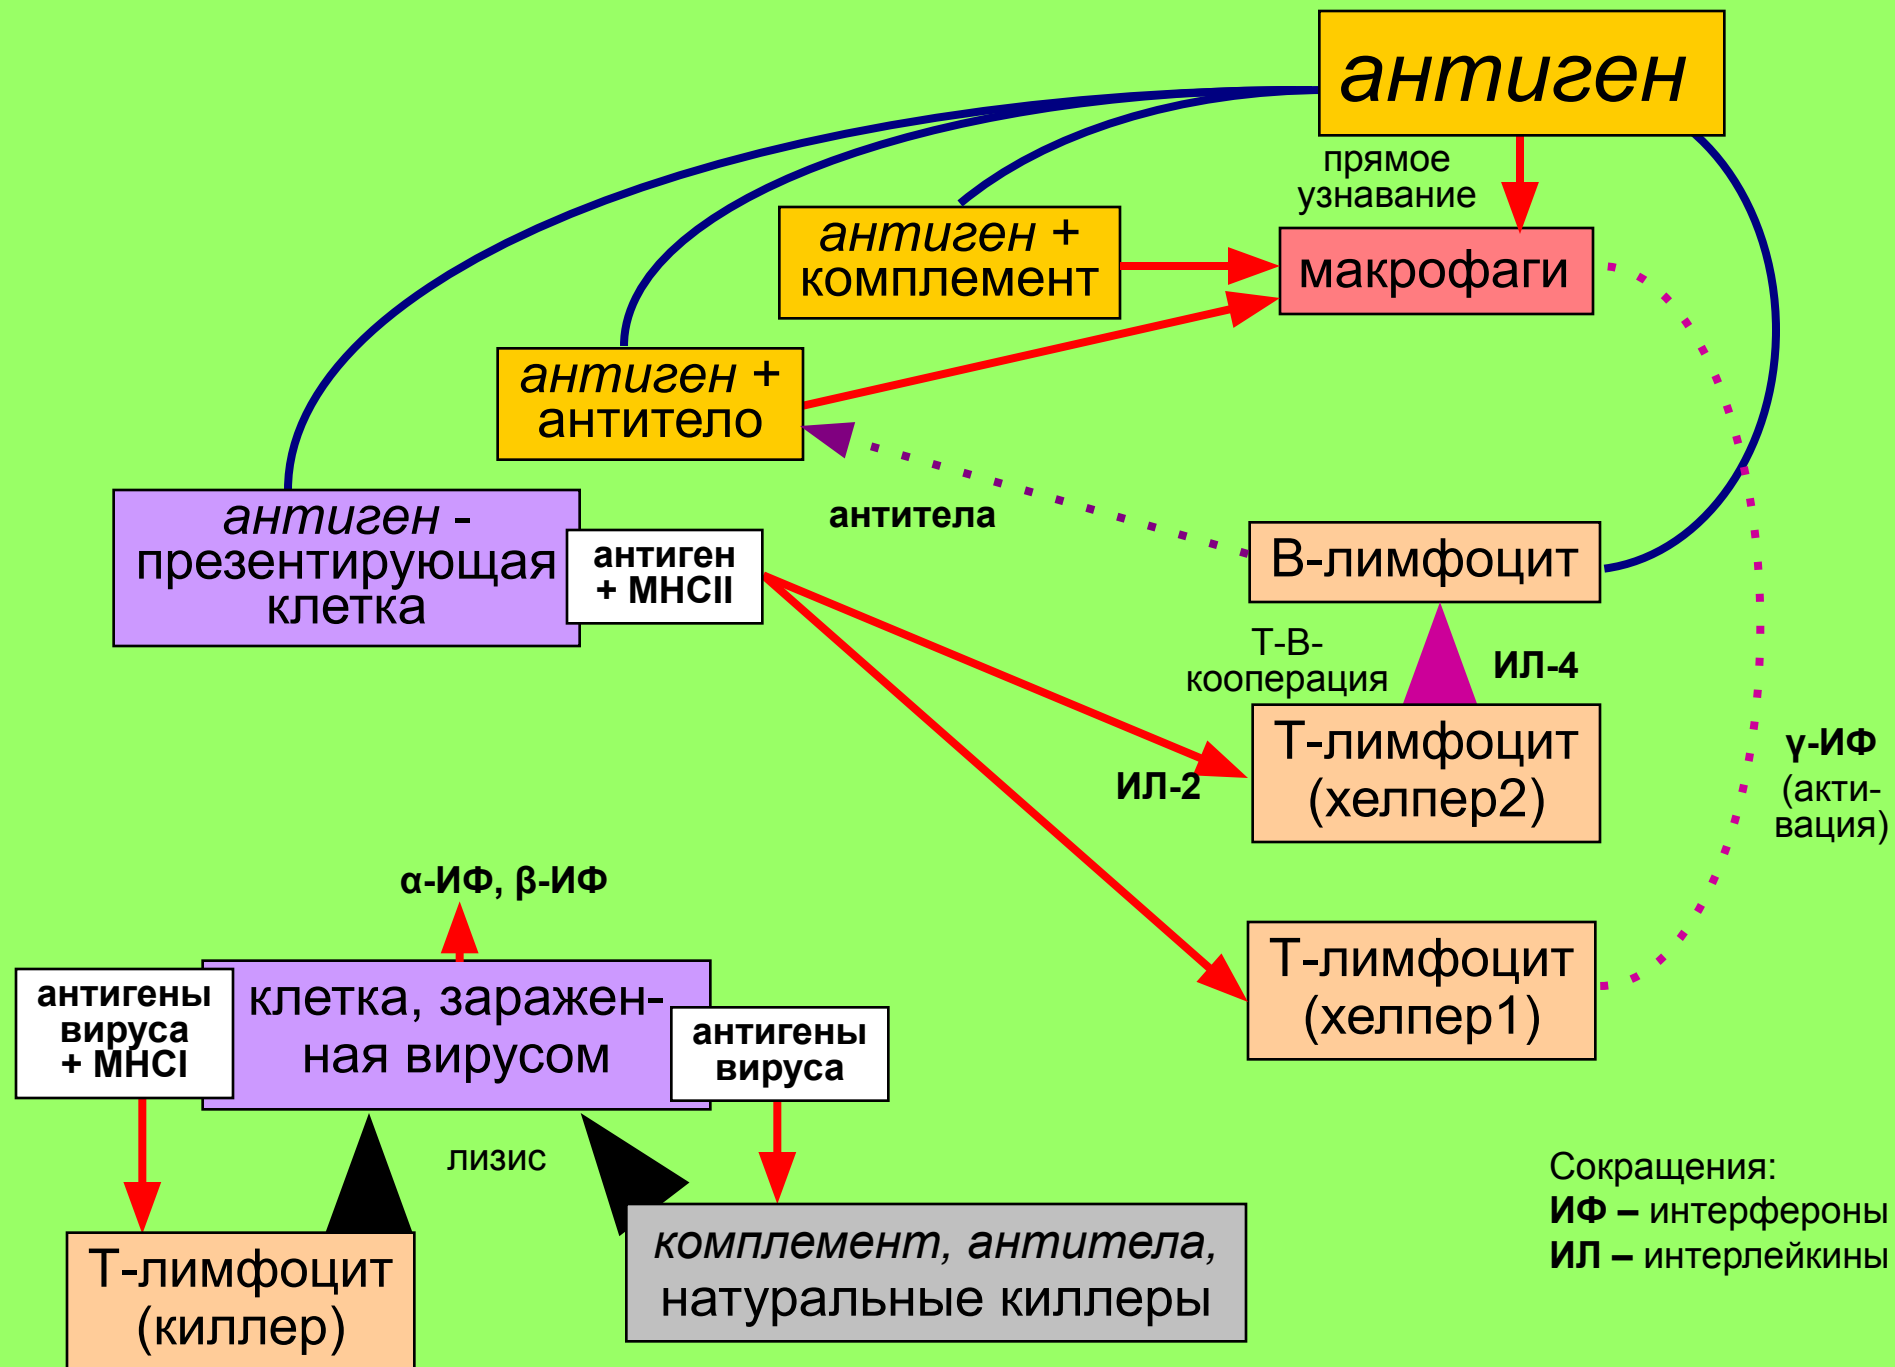 антиген
прямое
узнавание
антиген +
комплемент
макрофаги
антиген +
антитело
антитела
антиген -
презентирующая
клетка
антиген
+ MHCII
В-лимфоцит
Т-В-
кооперация
ИЛ-4
Т-лимфоцит
(хелпер2)
ИЛ-2
γ-ИФ
(акти-
вация)
α-ИФ, β-ИФ
Т-лимфоцит
(хелпер1)
антигены
вируса
+ MHCI
клетка, заражен-
ная вирусом
антигены
вируса
лизис
Т-лимфоцит
(киллер)
комплемент, антитела,
натуральные киллеры
Сокращения:
ИФ – интерфероны
ИЛ – интерлейкины